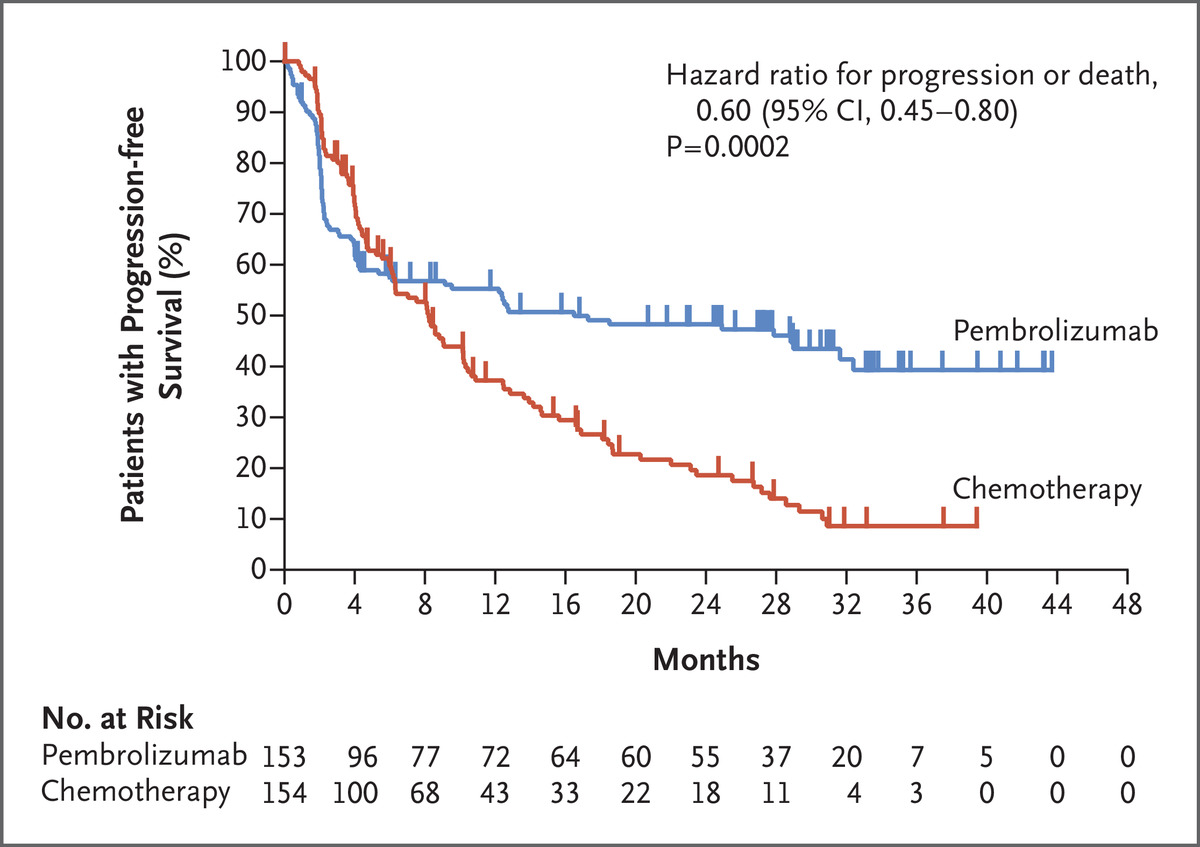 Hazard ratio for progression or death,
0.60 (95% CI, 0.45–0.80)
P=0.0002
Patients with Progression-free
Survival (%)
100
90
80
70
60
50
40
30
20
10
0
Pembrolizumab
Chemotherapy
0 4 8 12 16 20 24 28 32 36 40 44 48
Months
No. at Risk
Pembrolizumab 153 96 77 72 64 60 55 37 20 7 5 0 0
Chemotherapy 154 100 68 43 33 22 18 11 4 3 0 0 0